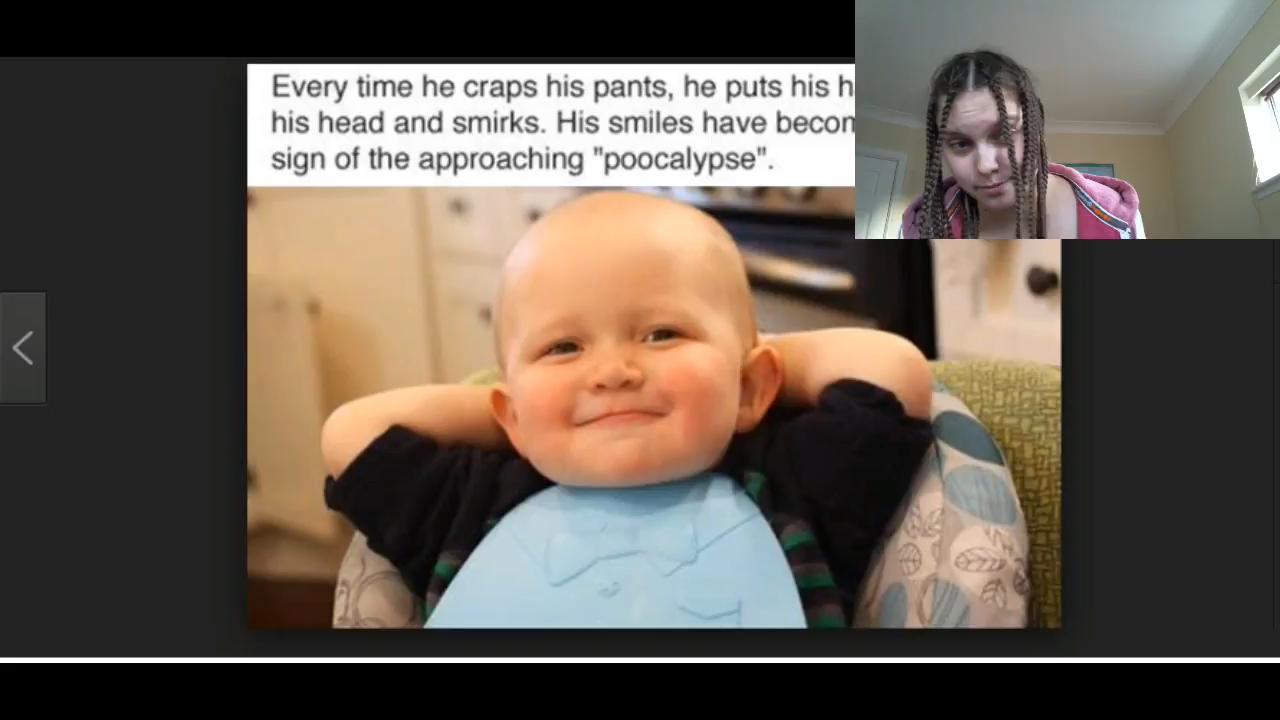 Every time he craps his pants, he puts his h
his head and smirks. His smiles have becom
sign of the approaching "poocalypse".